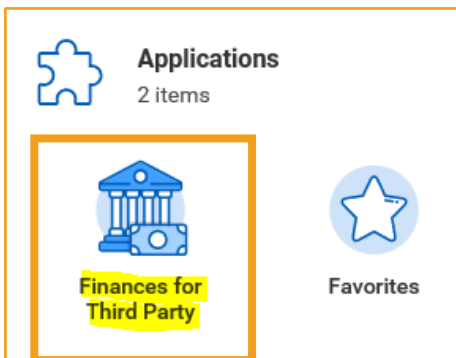 Applications
2 items
Finances for
Third Party
Favorites